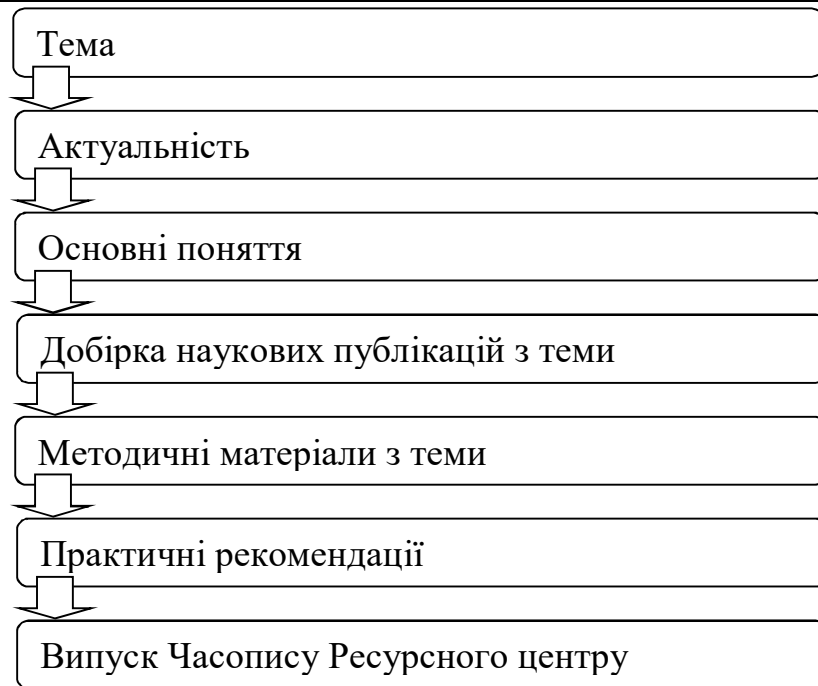 Тема
Актуальність
Основні поняття
Добірка наукових публікацій з теми
Методичні матеріали з теми
Практичні рекомендації
Випуск Часопису Ресурсного центру